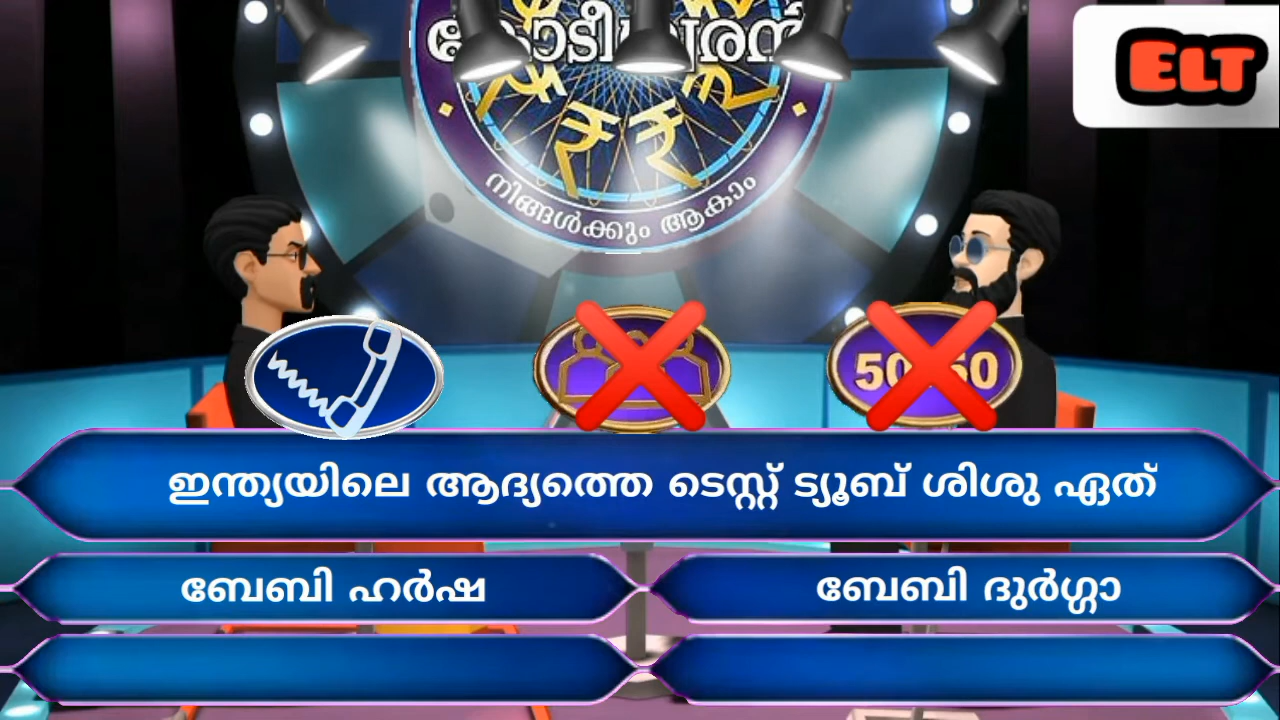 ELT
നിങ്ങൾക്കും ആകാം
50 50
ഇന്ത്യയിലെ ആദ്യത്തെ ടെസ്റ്റ് ട്യൂബ് ശിശു ഏത്
ബേബി ഹർഷ
ബേബി ദുർഗ്ഗാ